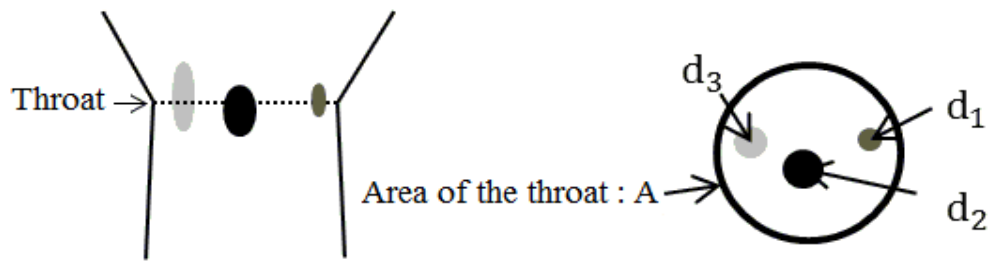 Throat
d₃
d₁
Area of the throat : A
d₂